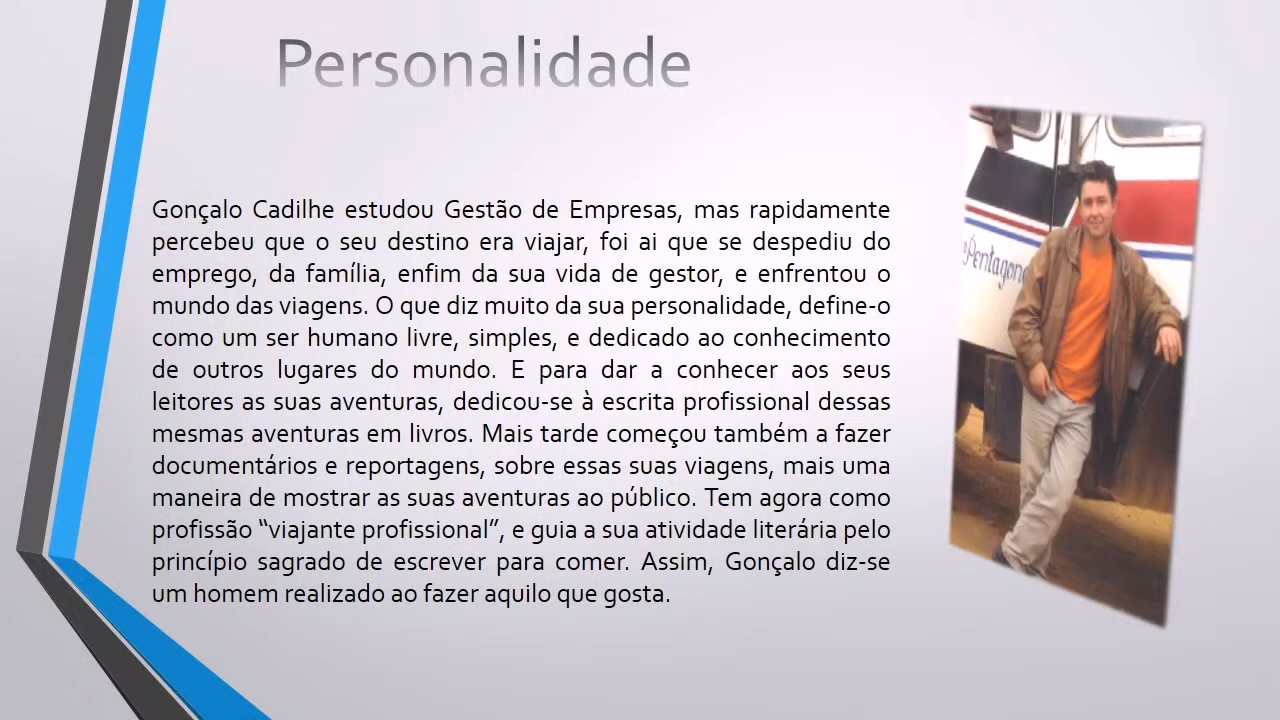 Personalidade
Gonçalo Cadilhe estudou Gestão de Empresas, mas rapidamente
percebeu que o seu destino era viajar, foi ai que se despediu do
emprego, da família, enfim da sua vida de gestor, e enfrentou o
mundo das viagens. O que diz muito da sua personalidade, define-o
como um ser humano livre, simples, e dedicado ao conhecimento
de outros lugares do mundo. E para dar a conhecer aos seus
leitores as suas aventuras, dedicou-se à escrita profissional dessas
mesmas aventuras em livros. Mais tarde começou também a fazer
documentários e reportagens, sobre essas suas viagens, mais uma
maneira de mostrar as suas aventuras ao público. Tem agora como
profissão “viajante profissional”, e guia a sua atividade literária pelo
princípio sagrado de escrever para comer. Assim, Gonçalo diz-se
um homem realizado ao fazer aquilo que gosta.